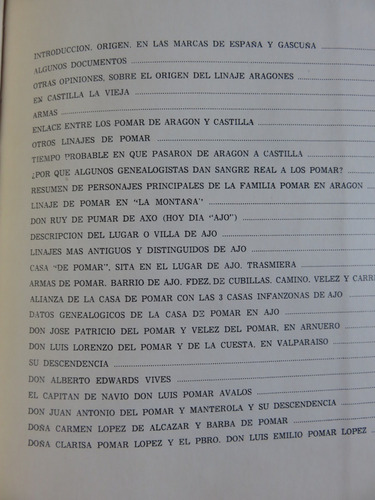 INTRODUCCION. ORIGEN. EN LAS MARCAS DE ESPAÑA Y GASCUÑA
ALGUNOS DOCUMENTOS
OTRAS OPINIONES, SOBRE EL ORIGEN DEL LINAJE ARAGONES
EN CASTILLA LA VIEJA
ARMAS
ENLACE ENTRE LOS POMAR DE ARAGON Y CASTILLA
OTROS LINAJES DE POMAR
TIEMPO PROBABLE EN QUE PASARON DE ARAGON A CASTILLA
¿POR QUE ALGUNOS GENEALOGISTAS DAN SANGRE REAL A LOS POMAR?
RESUMEN DE PERSONAJES PRINCIPALES DE LA FAMILIA POMAR EN ARAGON
LINAJE DE POMAR EN "LA MONTAÑA"
DON RUY DE PUMAR DE AXO (HOY DIA "AJO")
DESCRIPCION DEL LUGAR O VILLA DE AJO
LINAJES MAS ANTIGUOS Y DISTINGUIDOS DE AJO
CASA "DE POMAR", SITA EN EL LUGAR DE AJO. TRASMIERA
ARMAS DE POMAR. BARRIO DE AJO. FDEZ. DE CUBILLAS. CAMINO. VELEZ Y CARRI
ALIANZA DE LA CASA DE POMAR CON LAS 3 CASAS INFANZONAS DE AJO
DATOS GENEALOGICOS DE LA CASA DE POMAR EN AJO
DON JOSE PATRICIO DEL POMAR Y VELEZ DEL POMAR, EN ARNUERO
DON LUIS LORENZO DEL POMAR Y DE LA CUESTA, EN VALPARAISO
SU DESCENDENCIA
DON ALBERTO EDWARDS VIVES
EL CAPITAN DE NAVIO DON LUIS POMAR AVALOS
DON JUAN ANTONIO DEL POMAR Y MANTEROLA Y SU DESCENDENCIA
DOÑA CARMEN LOPEZ DE ALCAZAR Y BARBA DE POMAR
DOÑA CLARISA POMAR LOPEZ Y EL PBRO. DON LUIS EMILIO POMAR LOPEZ